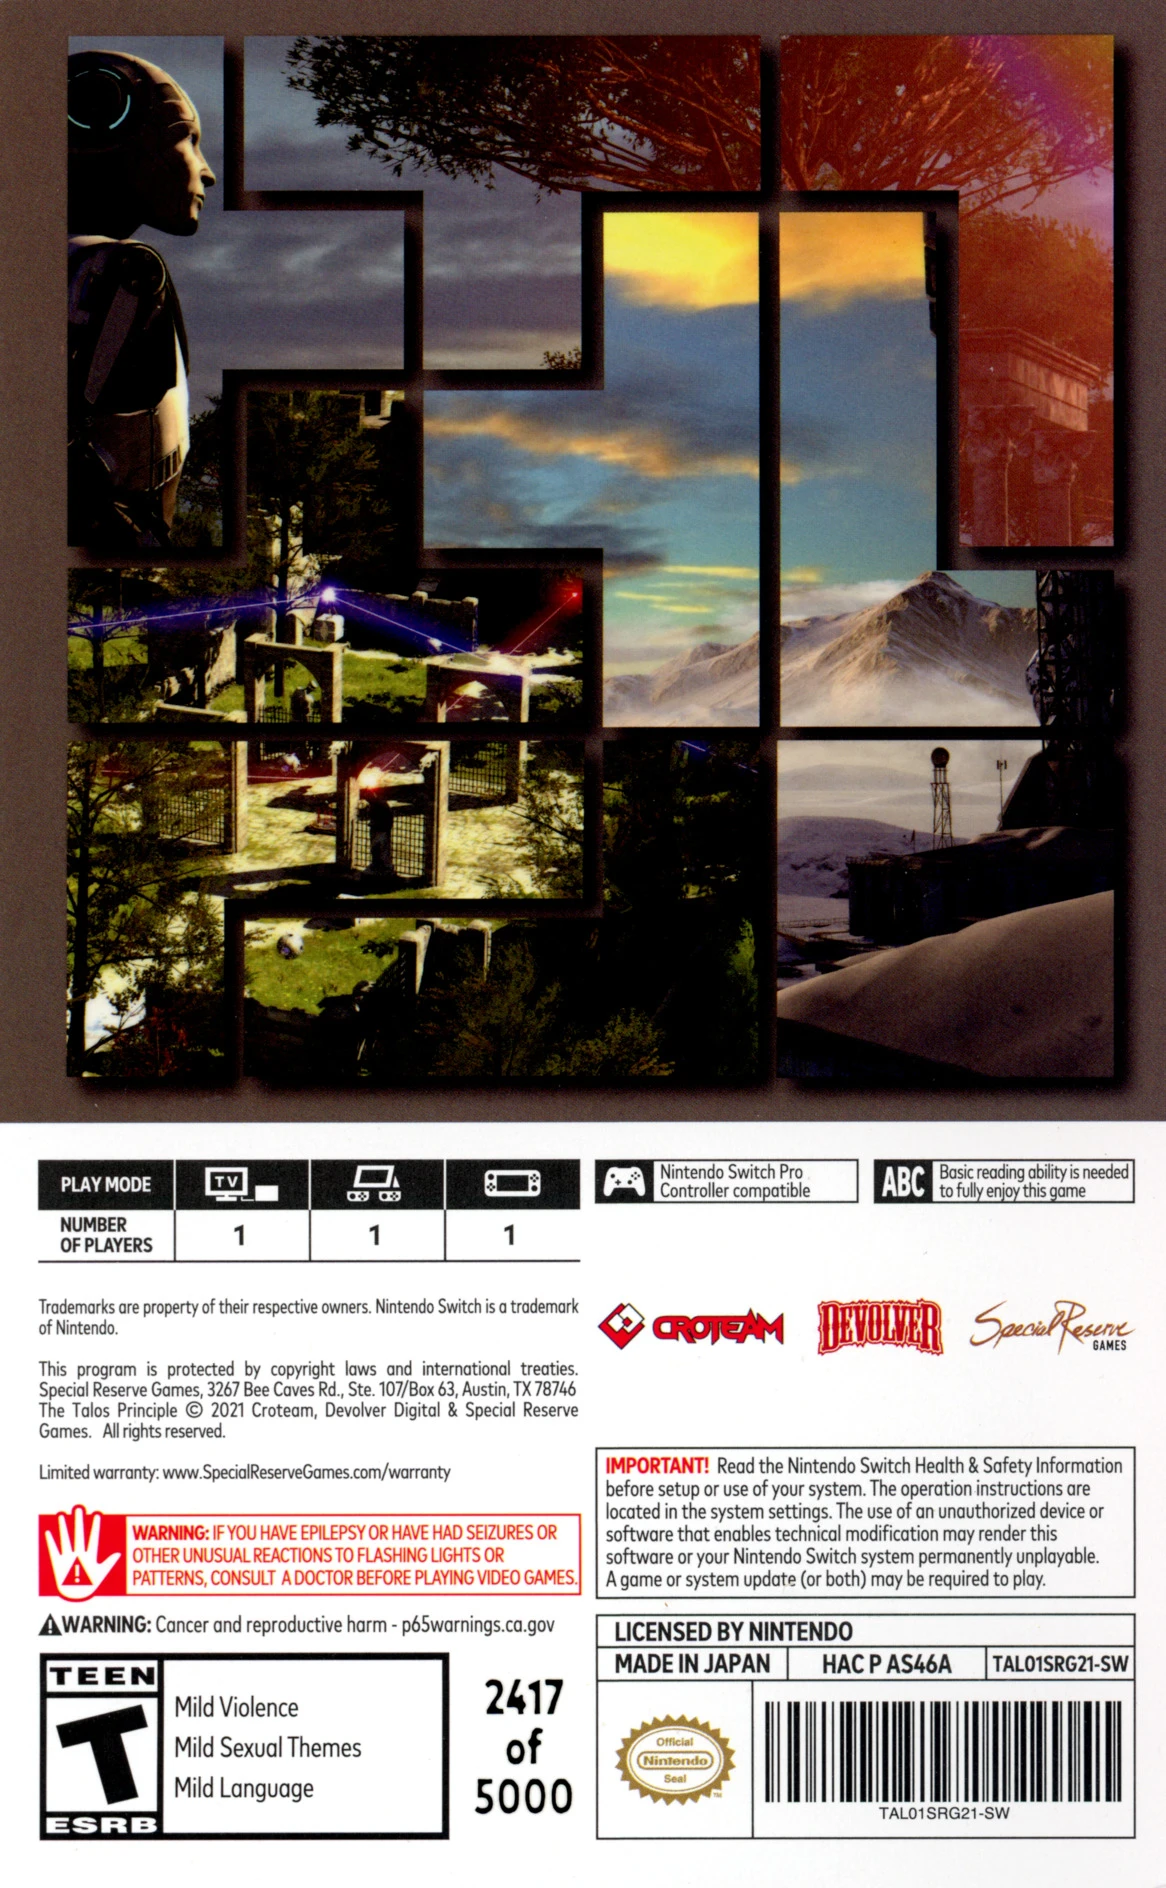 PLAY MODE
TV
NUMBER
OF PLAYERS
1
1
1
Nintendo Switch Pro
Controller compatible
ABC
Basic reading ability is needed
to fully enjoy this game
Trademarks are property of their respective owners. Nintendo Switch is a trademark
of Nintendo.
This program is protected by copyright laws and international treaties.
Special Reserve Games, 3267 Bee Caves Rd., Ste. 107/Box 63, Austin, TX 78746
The Talos Principle © 2021 Croteam, Devolver Digital & Special Reserve
Games. All rights reserved.
Limited warranty: www.SpecialReserveGames.com/warranty
CROTEAM
DEVOLVER
Special Reserve
GAMES
WARNING: IF YOU HAVE EPILEPSY OR HAVE HAD SEIZURES OR
OTHER UNUSUAL REACTIONS TO FLASHING LIGHTS OR
PATTERNS, CONSULT A DOCTOR BEFORE PLAYING VIDEO GAMES.
WARNING: Cancer and reproductive harm - p65warnings.ca.gov
IMPORTANT! Read the Nintendo Switch Health & Safety Information
before setup or use of your system. The operation instructions are
located in the system settings. The use of an unauthorized device or
software that enables technical modification may render this
software or your Nintendo Switch system permanently unplayable.
A game or system update (or both) may be required to play.
TEEN
T
ESRB
Mild Violence
Mild Sexual Themes
Mild Language
2417
of
5000
LICENSED BY NINTENDO
MADE IN JAPAN
HAC P AS46A
TAL01SRG21-SW
Official
Nintendo
Seal
TM
TAL01SRG21-SW